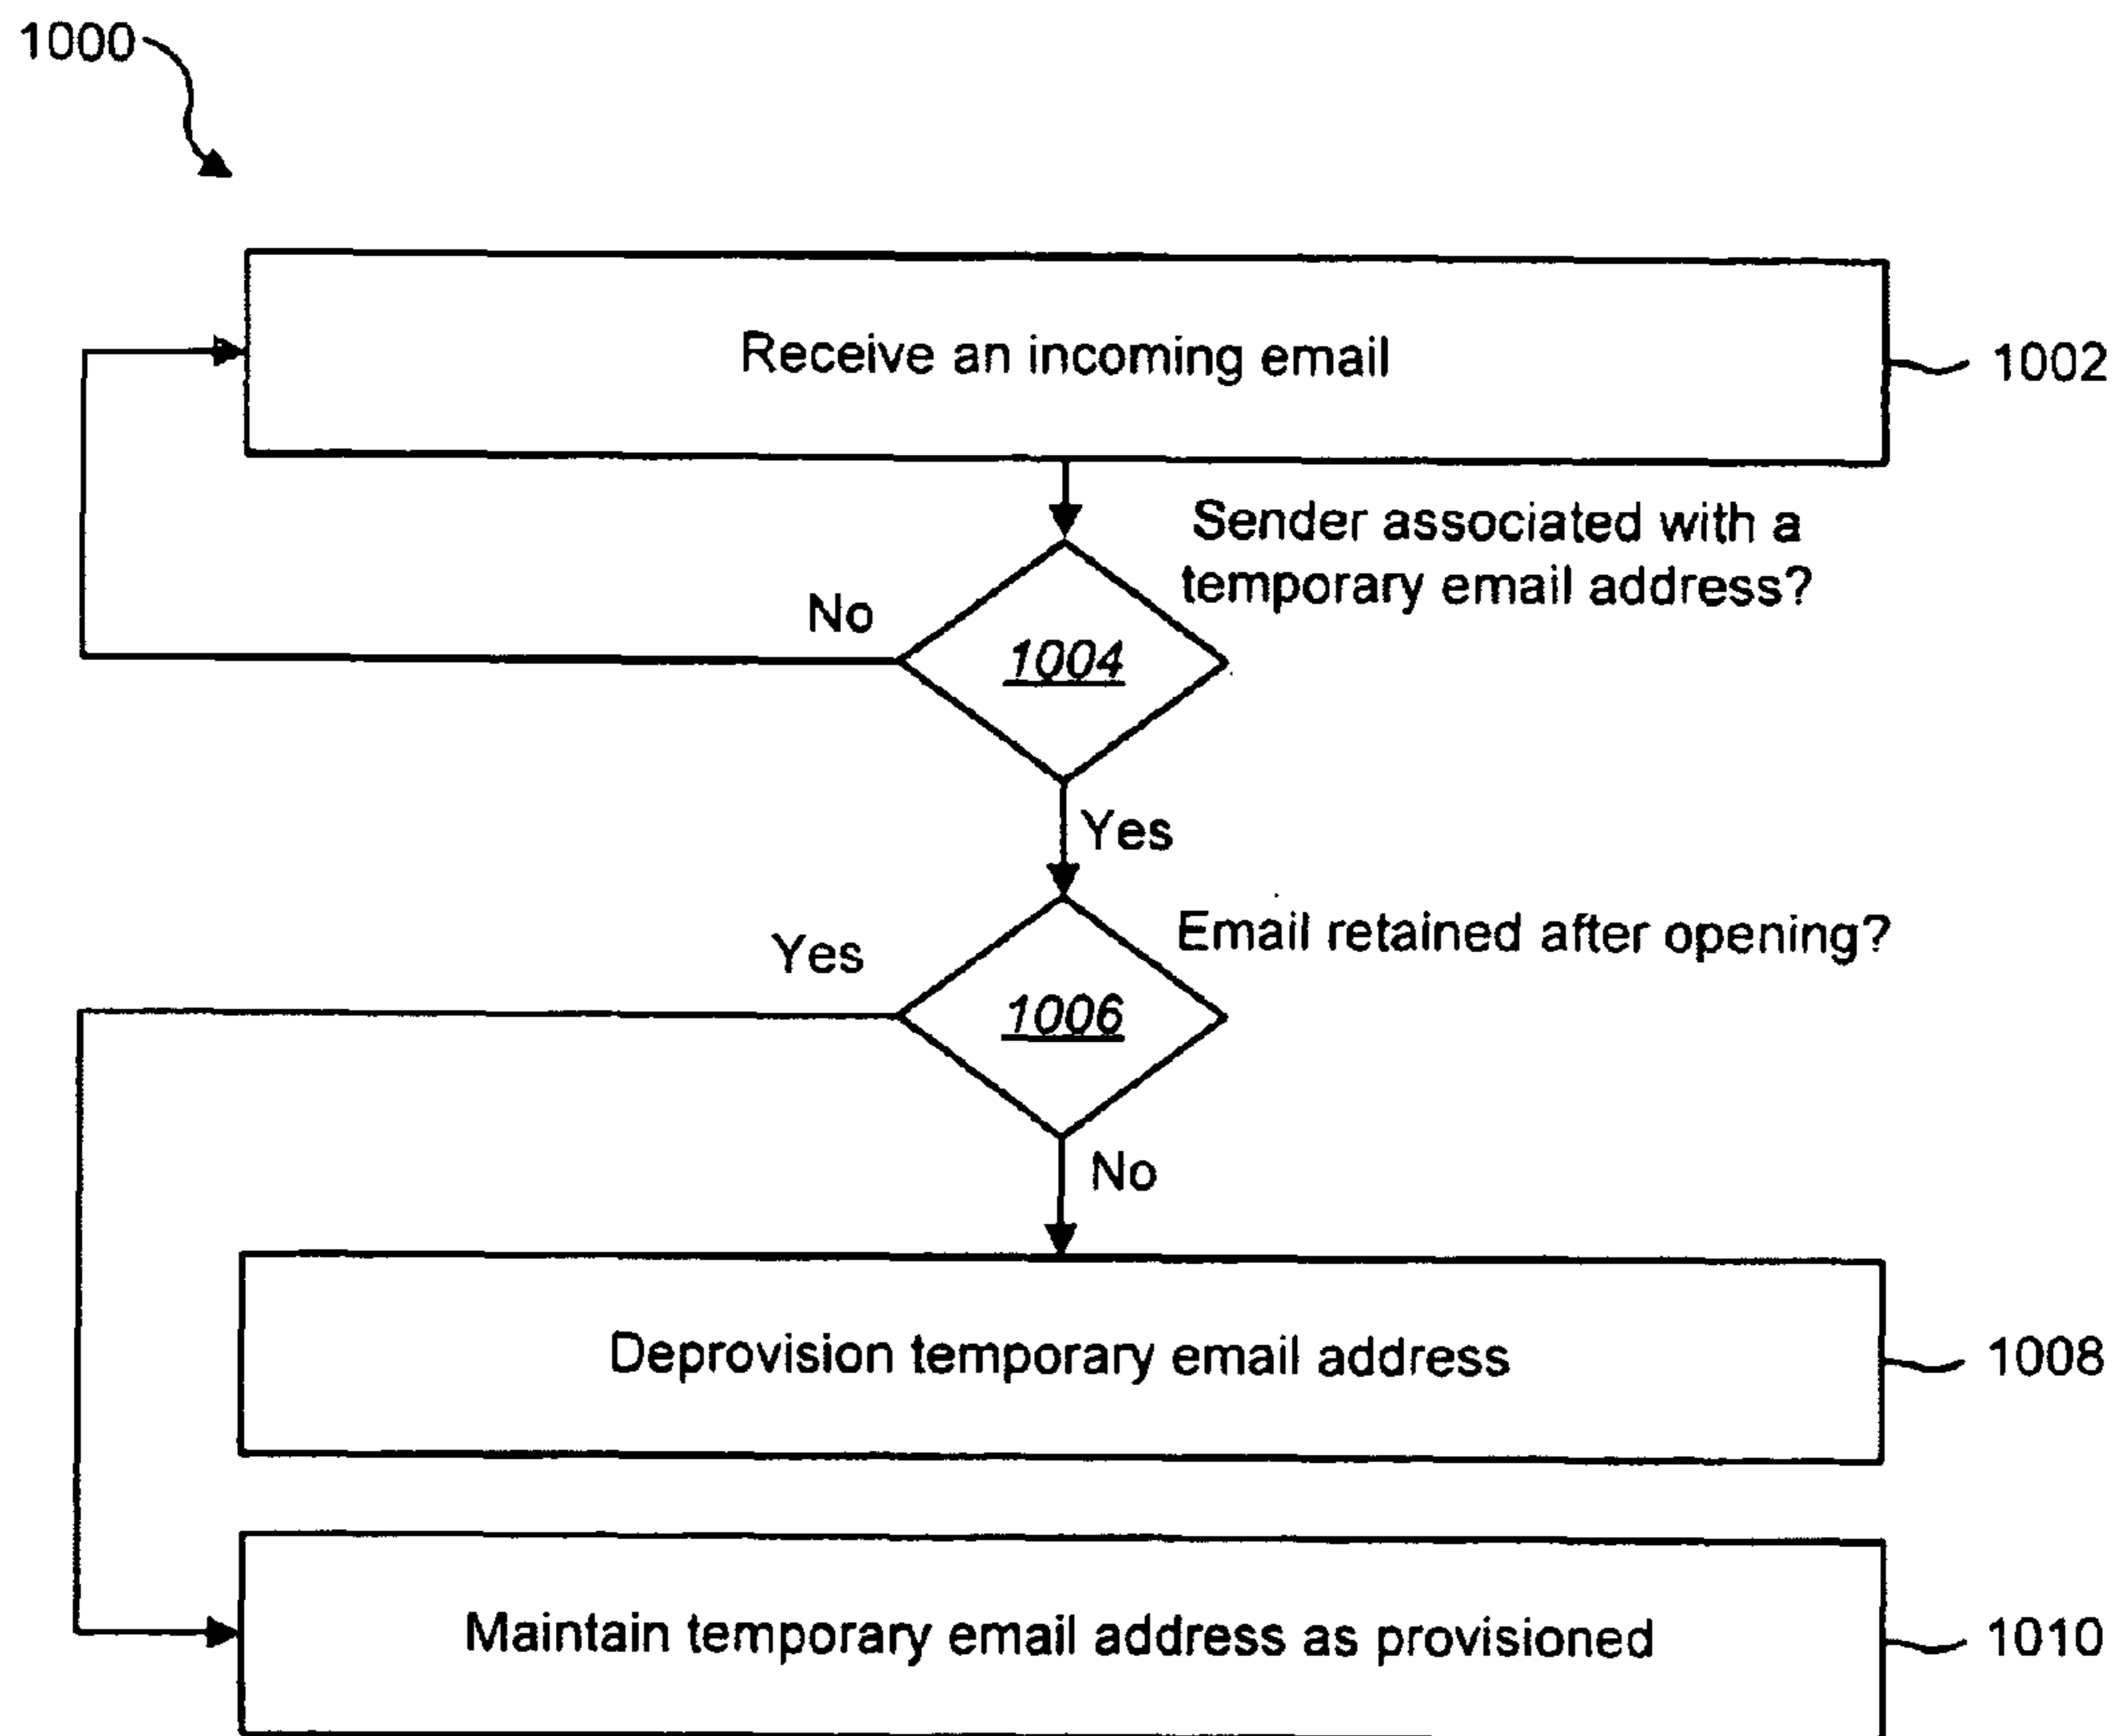 1000
Receive an incoming email
1002
Sender associated with a
temporary email address?
No
1004
Yes
Email retained after opening?
Yes
1006
No
Deprovision temporary email address
1008
Maintain temporary email address as provisioned
1010